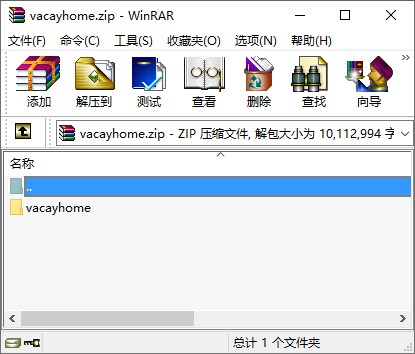 vacayhome.zip - WinRAR
文件(F) 命令(C) 工具(S) 收藏夹(O) 选项(N) 帮助(H)
添加 解压到 测试 查看 删除 查找 向导
vacayhome.zip - ZIP 压缩文件, 解包大小为 10,112,994 字
名称
..
vacayhome
总计 1 个文件夹